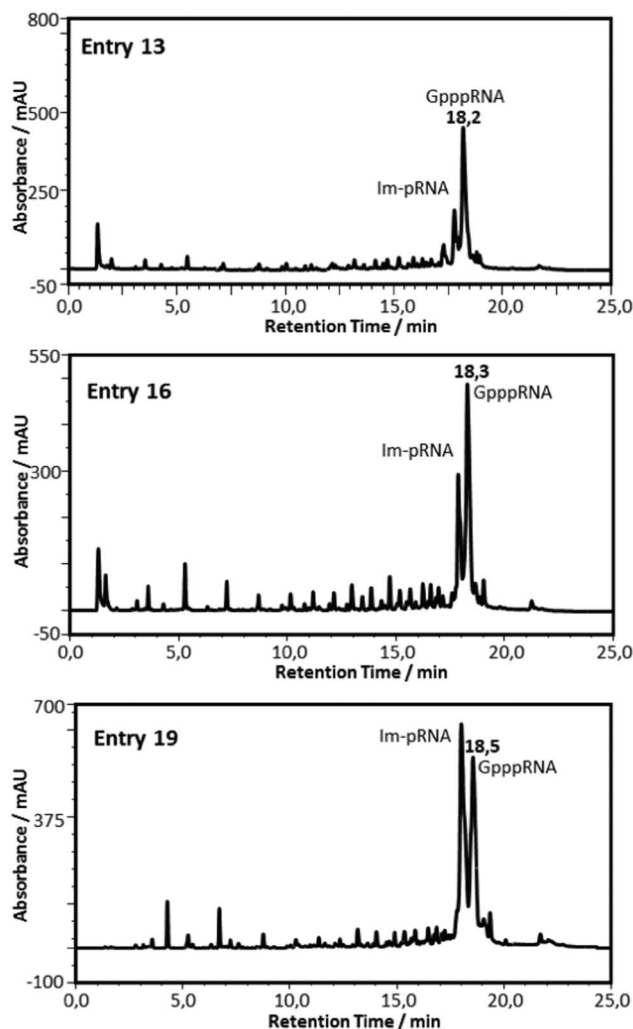 800
Entry 13
GpppRNA
18,2
500
Im-pRNA
250
-50
Absorbance / mAU
0,0 5,0 10,0 15,0 20,0 25,0
Retention Time / min
550
18,3
Entry 16
GpppRNA
Im-pRNA
300
-50
Absorbance / mAU
0,0 5,0 10,0 15,0 20,0 25,0
Retention Time / min
700
Entry 19
Im-pRNA
18,5
GpppRNA
375
-100
Absorbance / mAU
0,0 5,0 10,0 15,0 20,0 25,0
Retention Time / min